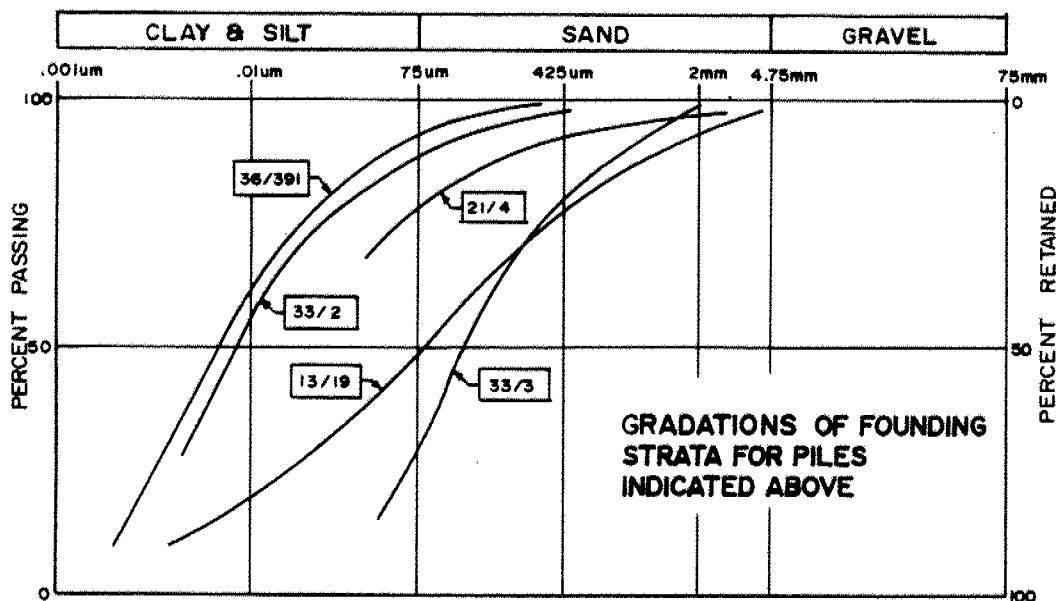 CLAY & SILT SAND GRAVEL
.001um .01um 75um 425um 2mm 4.75mm 75mm
100 0
36/391
21/4
33/2
50 50
13/19
33/3
GRADATIONS OF FOUNDING
STRATA FOR PILES
INDICATED ABOVE
0 100
PERCENT PASSING
PERCENT RETAINED